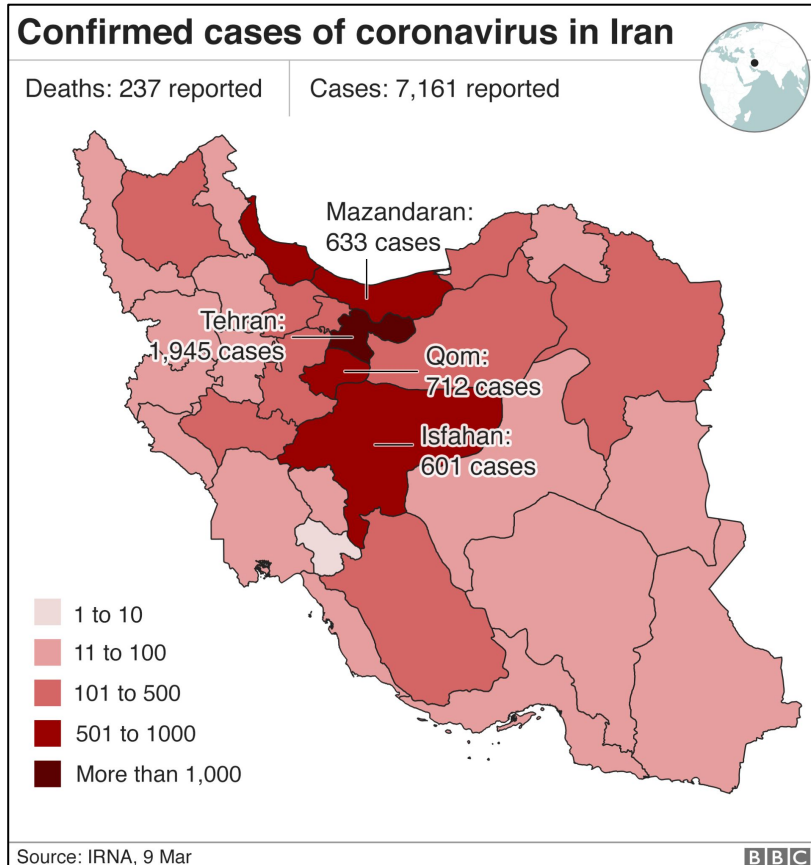 Confirmed cases of coronavirus in Iran
Deaths: 237 reported
Cases: 7,161 reported
Mazandaran:
633 cases
Tehran:
1,945 cases
Qom:
712 cases
Isfahan:
601 cases
1 to 10
11 to 100
101 to 500
501 to 1000
More than 1,000
Source: IRNA, 9 Mar
BBC